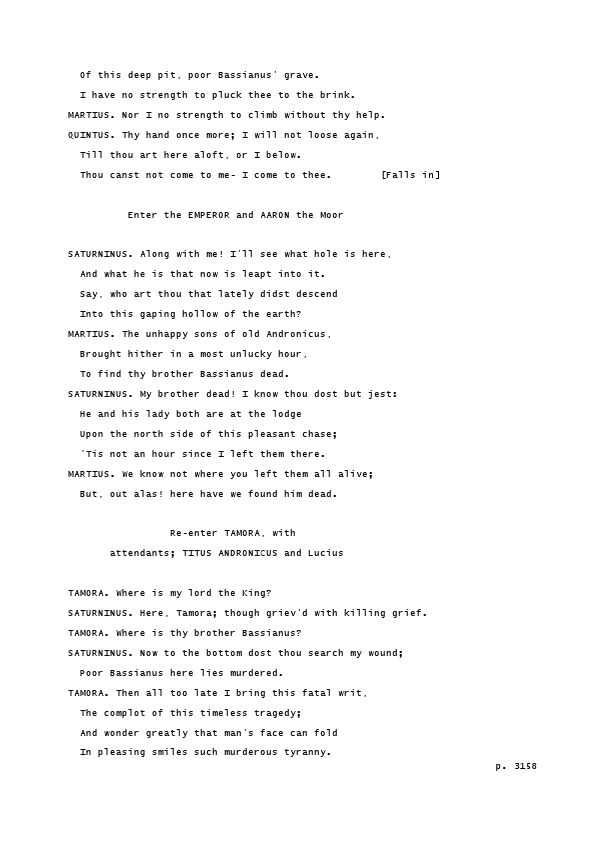 Of this deep pit, poor Bassianus' grave.
I have no strength to pluck thee to the brink.
MARTIUS. Nor I no strength to climb without thy help.
QUINTUS. Thy hand once more; I will not loose again,
Till thou art here aloft, or I below.
Thou canst not come to me- I come to thee. [Falls in]
Enter the EMPEROR and AARON the Moor
SATURNINUS. Along with me! I'll see what hole is here,
And what he is that now is leapt into it.
Say, who art thou that lately didst descend
Into this gaping hollow of the earth?
MARTIUS. The unhappy sons of old Andronicus,
Brought hither in a most unlucky hour,
To find thy brother Bassianus dead.
SATURNINUS. My brother dead! I know thou dost but jest:
He and his lady both are at the lodge
Upon the north side of this pleasant chase;
'Tis not an hour since I left them there.
MARTIUS. We know not where you left them all alive;
But, out alas! here have we found him dead.
Re-enter TAMORA, with
attendants; TITUS ANDRONICUS and Lucius
TAMORA. Where is my lord the King?
SATURNINUS. Here, Tamora; though griev'd with killing grief.
TAMORA. Where is thy brother Bassianus?
SATURNINUS. Now to the bottom dost thou search my wound;
Poor Bassianus here lies murdered.
TAMORA. Then all too late I bring this fatal writ,
The complot of this timeless tragedy;
And wonder greatly that man's face can fold
In pleasing smiles such murderous tyranny.
p. 3158